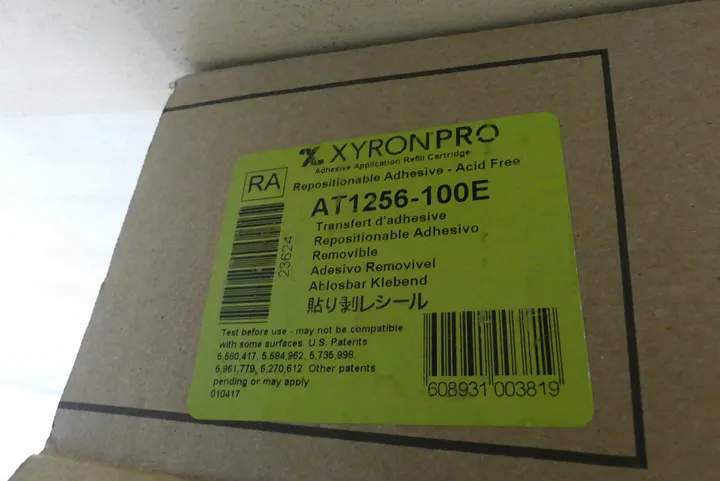 XYRON PRO
Adhesive Application Refill Cartridge
RA
Repositionable Adhesive - Acid Free
AT1256-100E
Transfert d'adhesive
Repositionable Adhesivo
Removible
Adesivo Removivel
Ablosbar Klebend
貼り剥しシール
23624
Test before use - may not be compatible
with some surfaces. U.S. Patents
5,580,417, 5,584,962, 5,735,998,
5,961,779, 6,270,612 Other patents
pending or may apply
010417
608931 003819